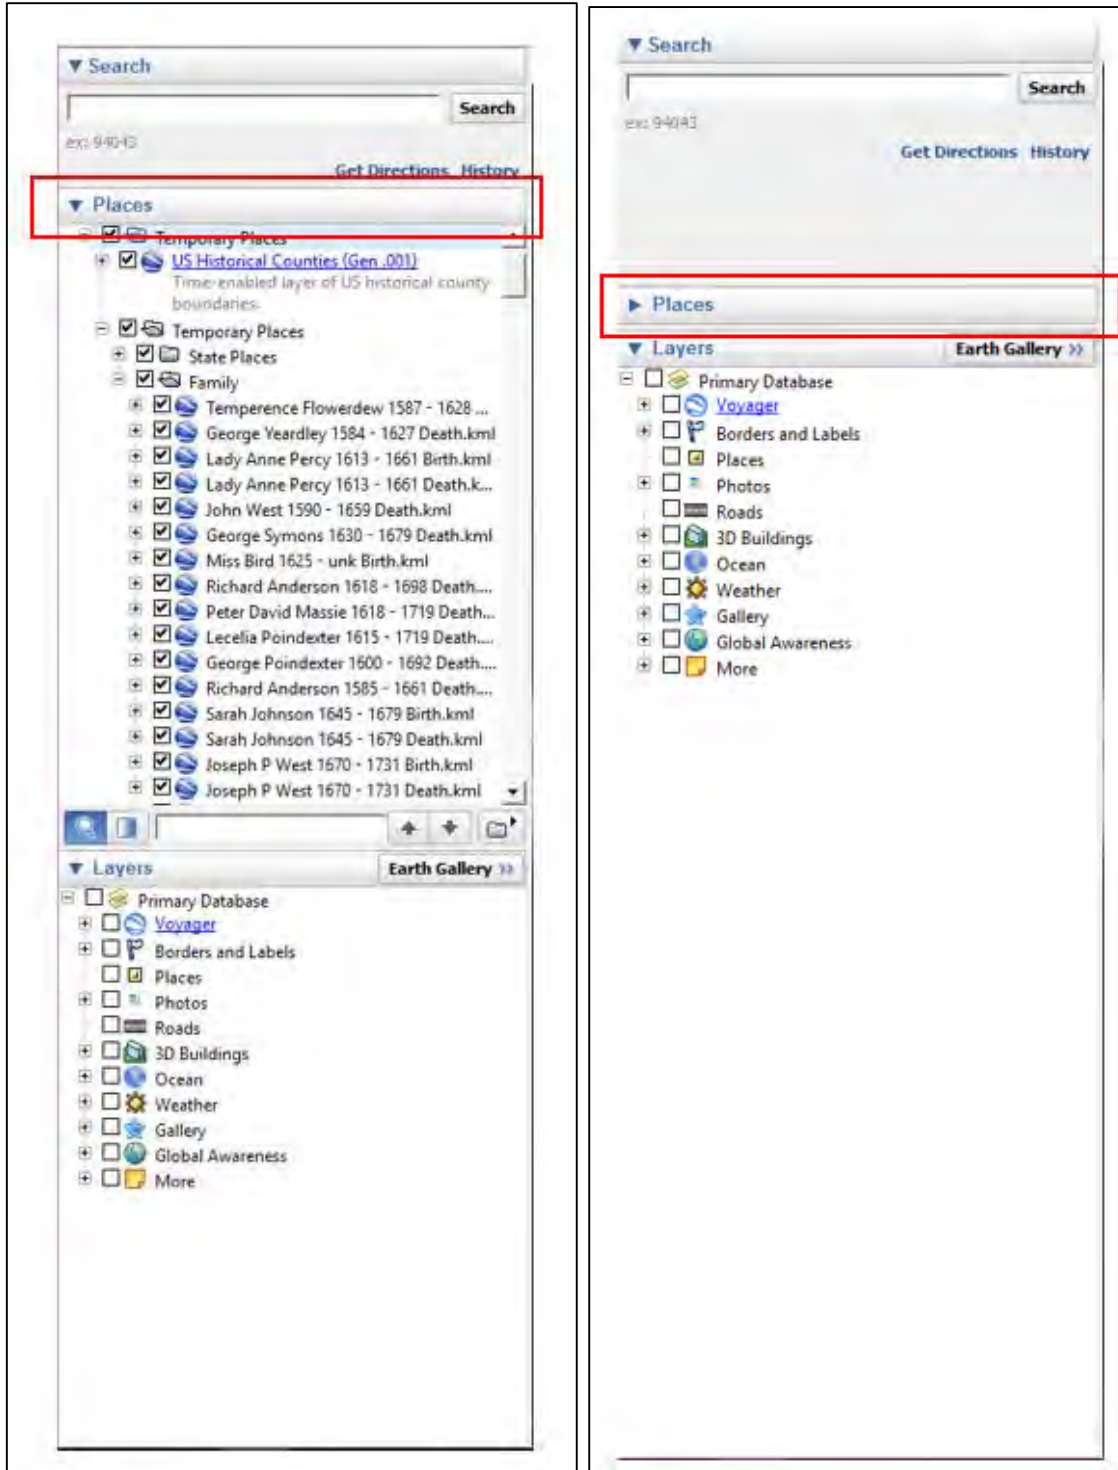 Search
Search
ex: 94043
Get Directions History
Places
Temporary Places
US Historical Counties (Gen .001)
Time-enabled layer of US historical county
boundaries.
Temporary Places
State Places
Family
Temperence Flowerdew 1587 - 1628 ...
George Yeardley 1584 - 1627 Death.kml
Lady Anne Percy 1613 - 1661 Birth.kml
Lady Anne Percy 1613 - 1661 Death.k...
John West 1590 - 1659 Death.kml
George Symons 1630 - 1679 Death.kml
Miss Bird 1625 - unk Birth.kml
Richard Anderson 1618 - 1698 Death....
Peter David Massie 1618 - 1719 Death...
Lecelia Poindexter 1615 - 1719 Death....
George Poindexter 1600 - 1692 Death....
Richard Anderson 1585 - 1661 Death....
Sarah Johnson 1645 - 1679 Birth.kml
Sarah Johnson 1645 - 1679 Death.kml
Joseph P West 1670 - 1731 Birth.kml
Joseph P West 1670 - 1731 Death.kml
Layers Earth Gallery >>
Primary Database
Voyager
Borders and Labels
Places
Photos
Roads
3D Buildings
Ocean
Weather
Gallery
Global Awareness
More
Search
Search
ex: 94043
Get Directions History
Places
Layers Earth Gallery >>
Primary Database
Voyager
Borders and Labels
Places
Photos
Roads
3D Buildings
Ocean
Weather
Gallery
Global Awareness
More